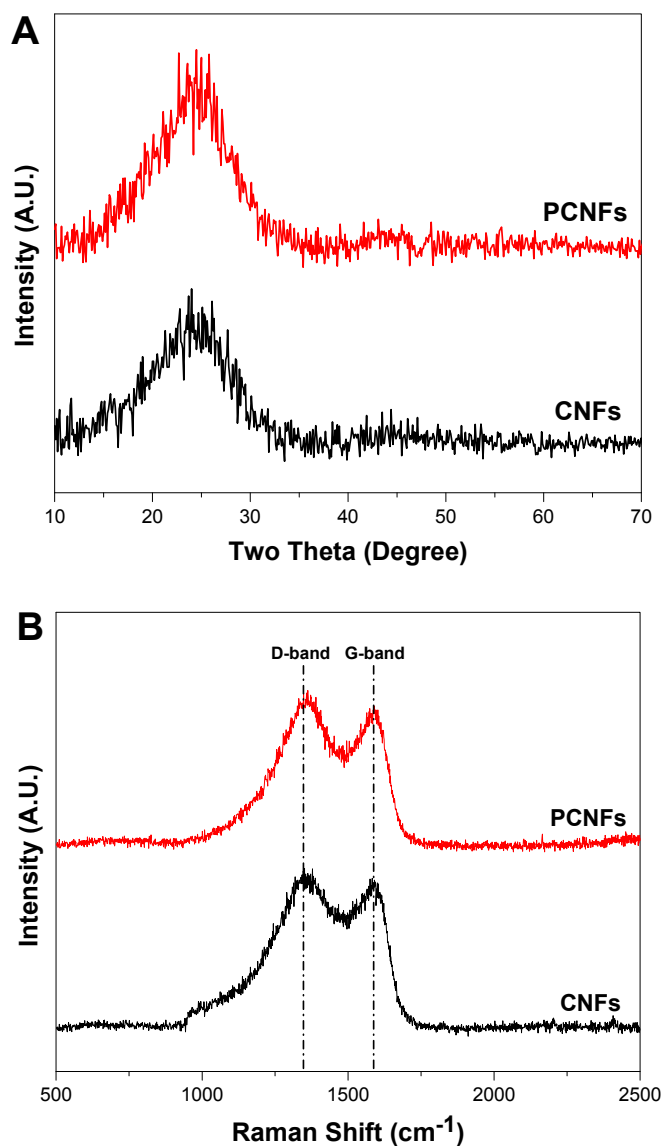 A
Intensity (A.U.)
PCNFs
CNFs
10 20 30 40 50 60 70
Two Theta (Degree)
B
D-band G-band
Intensity (A.U.)
PCNFs
CNFs
500 1000 1500 2000 2500
Raman Shift (cm⁻¹)